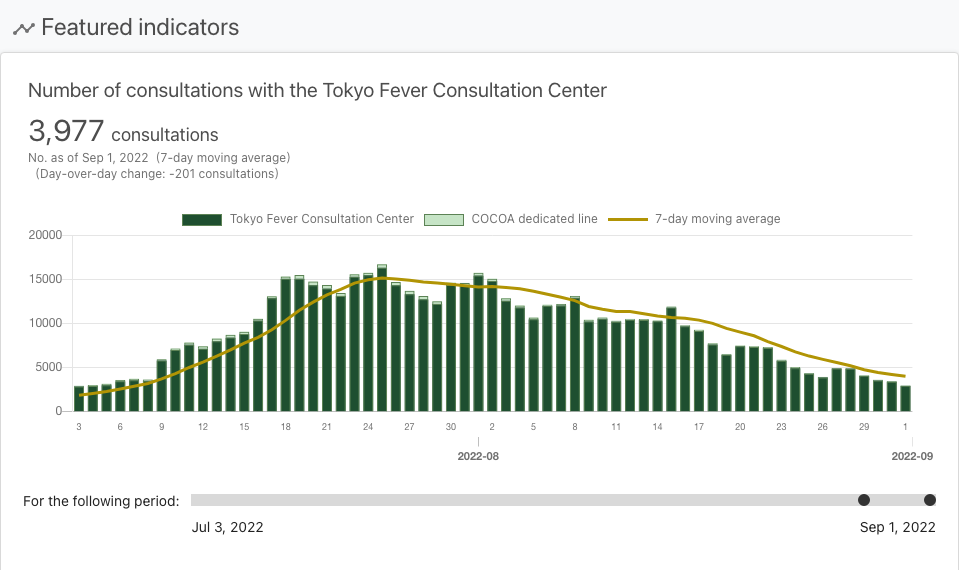 Featured indicators
Number of consultations with the Tokyo Fever Consultation Center
3,977 consultations
No. as of Sep 1, 2022 (7-day moving average)
(Day-over-day change: -201 consultations)
Tokyo Fever Consultation Center COCOA dedicated line 7-day moving average
20000
15000
10000
5000
0
3 6 9 12 15 18 21 24 27 30 2 5 8 11 14 17 20 23 26 29 1
2022-08 2022-09
For the following period:
Jul 3, 2022 Sep 1, 2022